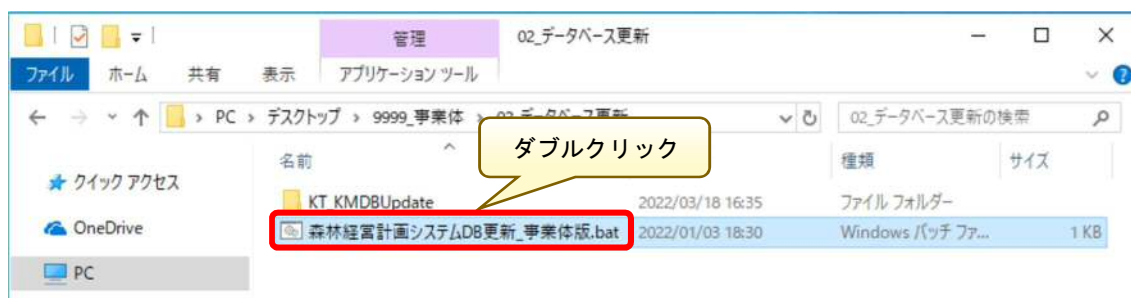 管理
02_データベース更新
ファイル
ホーム
共有
表示
アプリケーション ツール
PC › デスクトップ › 9999_事業体 › 02_データベース更新
02_データベース更新の検索
ダブルクリック
名前
種類
サイズ
クイック アクセス
OneDrive
PC
KT_KMDBUpdate
2022/03/18 16:35
ファイル フォルダー
森林経営計画システムDB更新_事業体版.bat
2022/01/03 18:30
Windows バッチ ファ...
1 KB